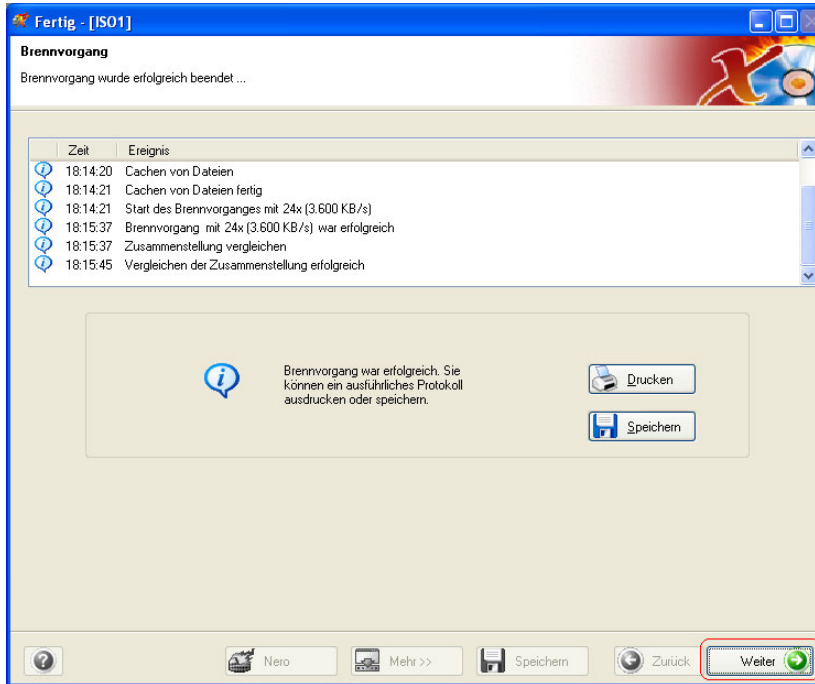 Fertig - [ISO1]
Brennvorgang
Brennvorgang wurde erfolgreich beendet ...
Zeit Ereignis
18:14:20 Cachen von Dateien
18:14:21 Cachen von Dateien fertig
18:14:21 Start des Brennvorganges mit 24x (3.600 KB/s)
18:15:37 Brennvorgang mit 24x (3.600 KB/s) war erfolgreich
18:15:37 Zusammenstellung vergleichen
18:15:45 Vergleichen der Zusammenstellung erfolgreich
Brennvorgang war erfolgreich. Sie
können ein ausführliches Protokoll
ausdrucken oder speichern.
Drucken
Speichern
Nero Mehr >> Speichern Zurück Weiter